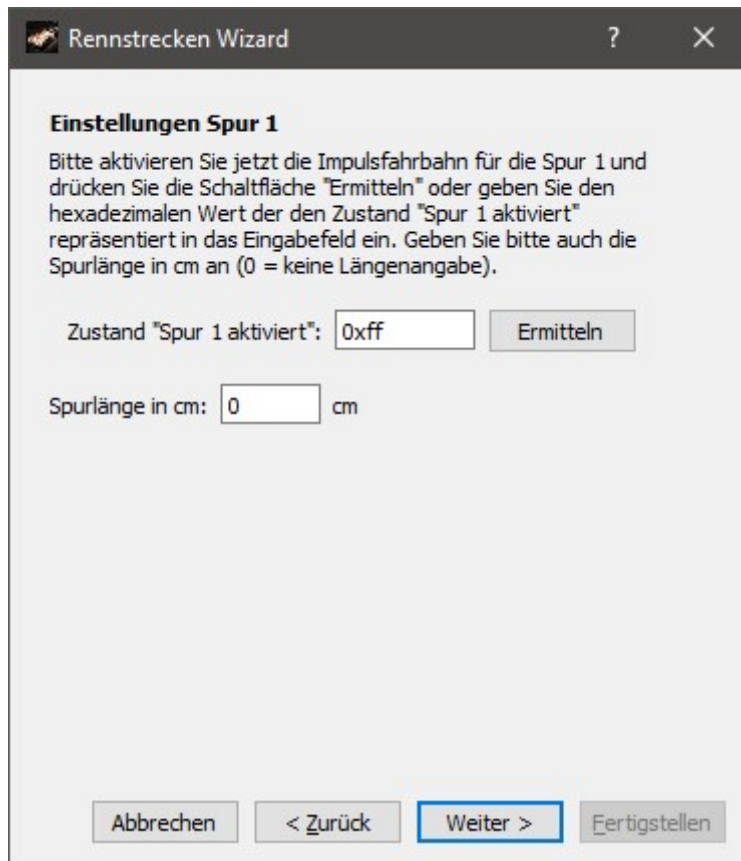 Rennstrecken Wizard ? ×
Einstellungen Spur 1
Bitte aktivieren Sie jetzt die Impulsfahrbahn für die Spur 1 und
drücken Sie die Schaltfläche "Ermitteln" oder geben Sie den
hexadezimalen Wert der den Zustand "Spur 1 aktiviert"
repräsentiert in das Eingabefeld ein. Geben Sie bitte auch die
Spurlänge in cm an (0 = keine Längenangabe).
Zustand "Spur 1 aktiviert": 0xff Ermitteln
Spurlänge in cm: 0 cm
Abbrechen < Zurück Weiter > Fertigstellen